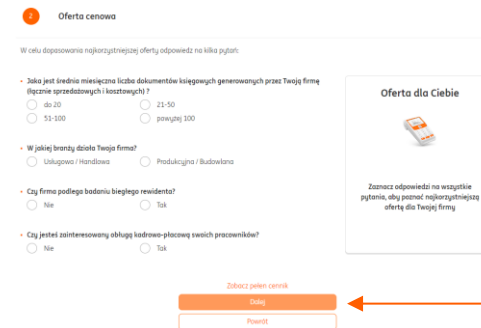 2 Oferta cenowa
W celu dopasowania najkorzystniejszej oferty odpowiedz na kilka pytań:
Jaka jest średnia miesięczna liczba dokumentów księgowych generowanych przez Twoją firmę
(łącznie sprzedażowych i kosztowych) ?
do 20 21-50
51-100 powyżej 100
W jakiej branży działa Twoja firma?
Usługowa / Handlowa Produkcyjna / Budowlana
Czy firma podlega badaniu biegłego rewidenta?
Nie Tak
Czy jesteś zainteresowany obługą kadrowo-płacową swoich pracowników?
Nie Tak
Oferta dla Ciebie
Zaznacz odpowiedzi na wszystkie
pytania, aby poznać najkorzystniejszą
ofertę dla Twojej firmy
Zobacz pełen cennik
Dalej
Powrót